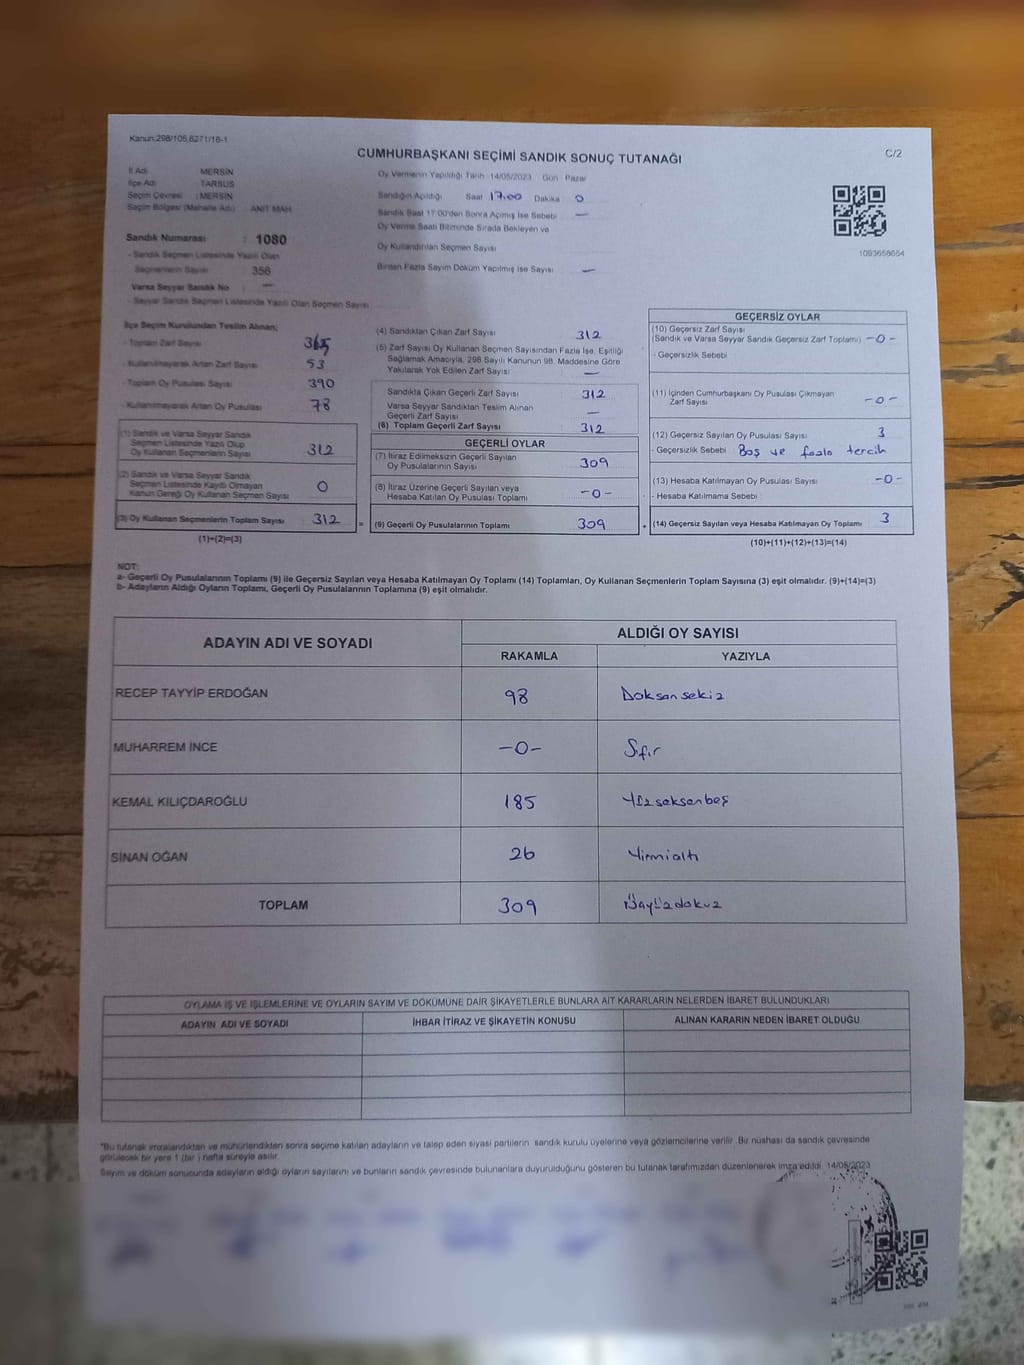 Kanun:298/105,6271/18-1
CUMHURBAŞKANI SEÇİMİ SANDIK SONUÇ TUTANAĞI
C/2
İl Adı : MERSİN
İlçe Adı : TARSUS
Seçim Çevresi : MERSİN
Seçim Bölgesi (Mahalle Adı) : ANIT MAH
Sandık Numarası : 1080
- Sandık Seçmen Listesinde Yazılı Olan
Seçmenlerin Sayısı : 356
Varsa Seyyar Sandık No : —
- Seyyar Sandık Seçmen Listesinde Yazılı Olan Seçmen Sayısı
Oy Vermenin Yapıldığı Tarih 14/05/2023 Gün Pazar
Sandığın Açıldığı Saat 17.00 Dakika 0
Sandık Saat 17.00'den Sonra Açılmış İse Sebebi —
Oy Verme Saati Bitiminde Sırada Bekleyen ve
Oy Kullandırılan Seçmen Sayısı
Birden Fazla Sayım Döküm Yapılmış İse Sayısı —
1093658654
İlçe Seçim Kurulundan Teslim Alınan;
- Toplam Zarf Sayısı 365
- Kullanılmayarak Artan Zarf Sayısı 53
- Toplam Oy Pusulası Sayısı 390
- Kullanılmayarak Artan Oy Pusulası 78
(1) Sandık ve Varsa Seyyar Sandık
Seçmen Listesinde Yazılı Olup
Oy Kullanan Seçmenlerin Sayısı 312
(2) Sandık ve Varsa Seyyar Sandık
Seçmen Listesinde Kayıtlı Olmayan
Kanun Gereği Oy Kullanan Seçmen Sayısı 0
(3) Oy Kullanan Seçmenlerin Toplam Sayısı 312 =
(1)+(2)=(3)
(4) Sandıktan Çıkan Zarf Sayısı 312
(5) Zarf Sayısı Oy Kullanan Seçmen Sayısından Fazla İse, Eşitliği
Sağlamak Amacıyla, 298 Sayılı Kanunun 98. Maddesine Göre
Yakılarak Yok Edilen Zarf Sayısı —
Sandıkta Çıkan Geçerli Zarf Sayısı 312
Varsa Seyyar Sandıktan Teslim Alınan
Geçerli Zarf Sayısı —
(6) Toplam Geçerli Zarf Sayısı 312
GEÇERLİ OYLAR
(7) İtiraz Edilmeksizin Geçerli Sayılan
Oy Pusulalarının Sayısı 309
(8) İtiraz Üzerine Geçerli Sayılan veya
Hesaba Katılan Oy Pusulası Toplamı -0-
(9) Geçerli Oy Pusulalarının Toplamı 309 +
GEÇERSİZ OYLAR
(10) Geçersiz Zarf Sayısı
(Sandık ve Varsa Seyyar Sandık Geçersiz Zarf Toplamı) -0-
- Geçersizlik Sebebi
(11) İçinden Cumhurbaşkanı Oy Pusulası Çıkmayan
Zarf Sayısı -0-
(12) Geçersiz Sayılan Oy Pusulası Sayısı 3
- Geçersizlik Sebebi : Boş ve fazla tercih
(13) Hesaba Katılmayan Oy Pusulası Sayısı -0-
- Hesaba Katılmama Sebebi :
(14) Geçersiz Sayılan veya Hesaba Katılmayan Oy Toplamı 3
(10)+(11)+(12)+(13)=(14)
NOT:
a- Geçerli Oy Pusulalarının Toplamı (9) ile Geçersiz Sayılan veya Hesaba Katılmayan Oy Toplamı (14) Toplamları, Oy Kullanan Seçmenlerin Toplam Sayısına (3) eşit olmalıdır. (9)+(14)=(3)
b- Adayların Aldığı Oyların Toplamı, Geçerli Oy Pusulalarının Toplamına (9) eşit olmalıdır.
ADAYIN ADI VE SOYADI
ALDIĞI OY SAYISI
RAKAMLA YAZIYLA
RECEP TAYYİP ERDOĞAN 98 Doksansekiz
MUHARREM İNCE -0- Sıfır
KEMAL KILIÇDAROĞLU 185 Yüzseksenbeş
SİNAN OĞAN 26 Yirmialtı
TOPLAM 309 Üçyüzdokuz
OYLAMA İŞ VE İŞLEMLERİNE VE OYLARIN SAYIM VE DÖKÜMÜNE DAİR ŞİKAYETLERLE BUNLARA AİT KARARLARIN NELERDEN İBARET BULUNDUKLARI
ADAYIN ADI VE SOYADI İHBAR İTİRAZ VE ŞİKAYETİN KONUSU ALINAN KARARIN NEDEN İBARET OLDUĞU
*Bu tutanak imzalandıktan ve mühürlendikten sonra seçime katılan adayların ve talep eden siyasi partilerin sandık kurulu üyelerine veya gözlemcilerine verilir. Bir nüshası da sandık çevresinde
görülecek bir yere 1 (bir ) hafta süreyle asılır.
Sayım ve döküm sonucunda adayların aldığı oyların sayılarını ve bunların sandık çevresinde bulunanlara duyurulduğunu gösteren bu tutanak tarafımızdan düzenlenerek imza edildi. 14/05/2023